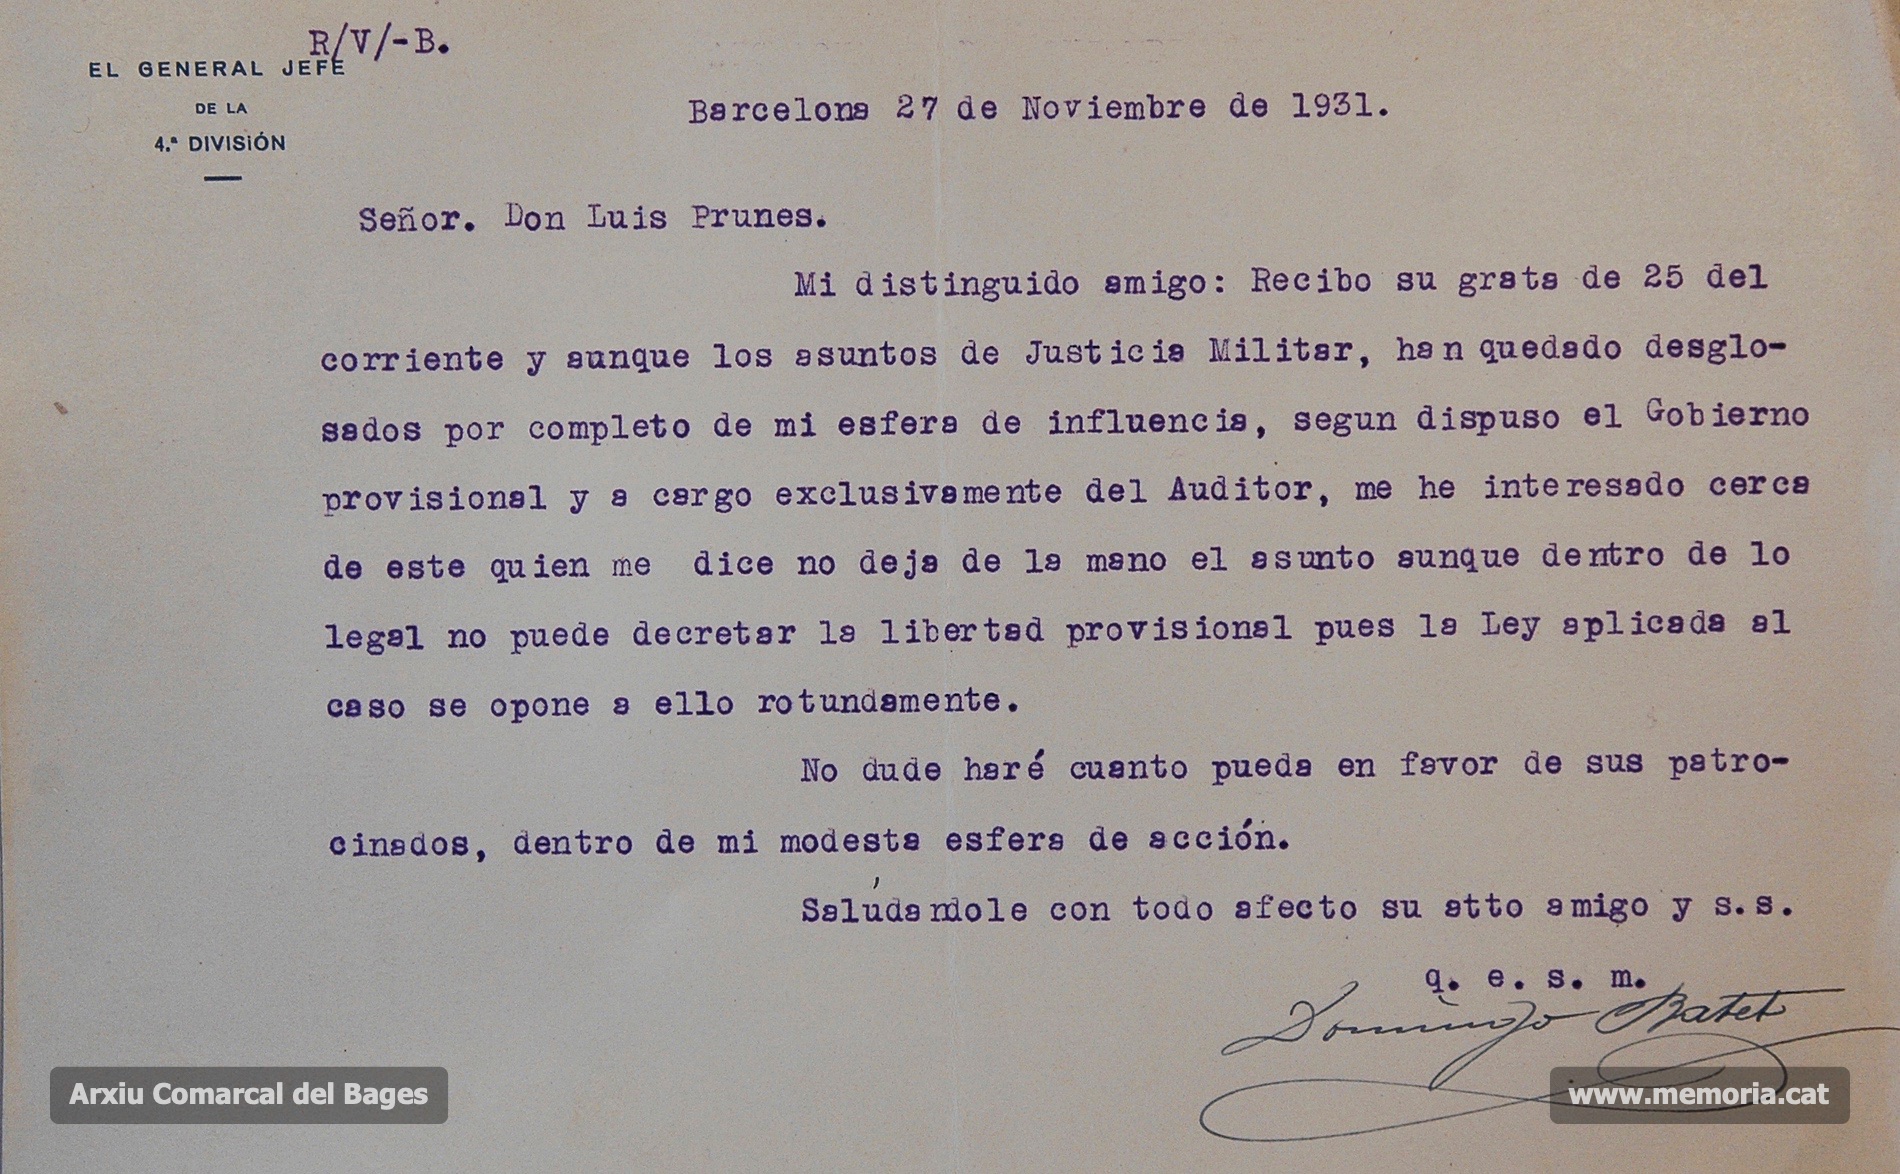 R/V/-B.
EL GENERAL JEFE
DE LA
4.ª DIVISIÓN
Barcelona 27 de Noviembre de 1931.
Señor. Don Luis Prunes.
Mi distinguido amigo: Recibo su grata de 25 del
corriente y aunque los asuntos de Justicia Militar, han quedado desglo-
sados por completo de mi esfera de influencia, segun dispuso el Gobierno
provisional y a cargo exclusivamente del Auditor, me he interesado cerca
de este quien me dice no deja de la mano el asunto aunque dentro de lo
legal no puede decretar la libertad provisional pues la Ley aplicada al
caso se opone a ello rotundamente.
No dude haré cuanto pueda en favor de sus patro-
cinados, dentro de mi modesta esfera de acción.
Salúdandole con todo afecto su atto amigo y s.s.
q. e. s. m.
Domingo Batet
Arxiu Comarcal del Bages
www.memoria.cat